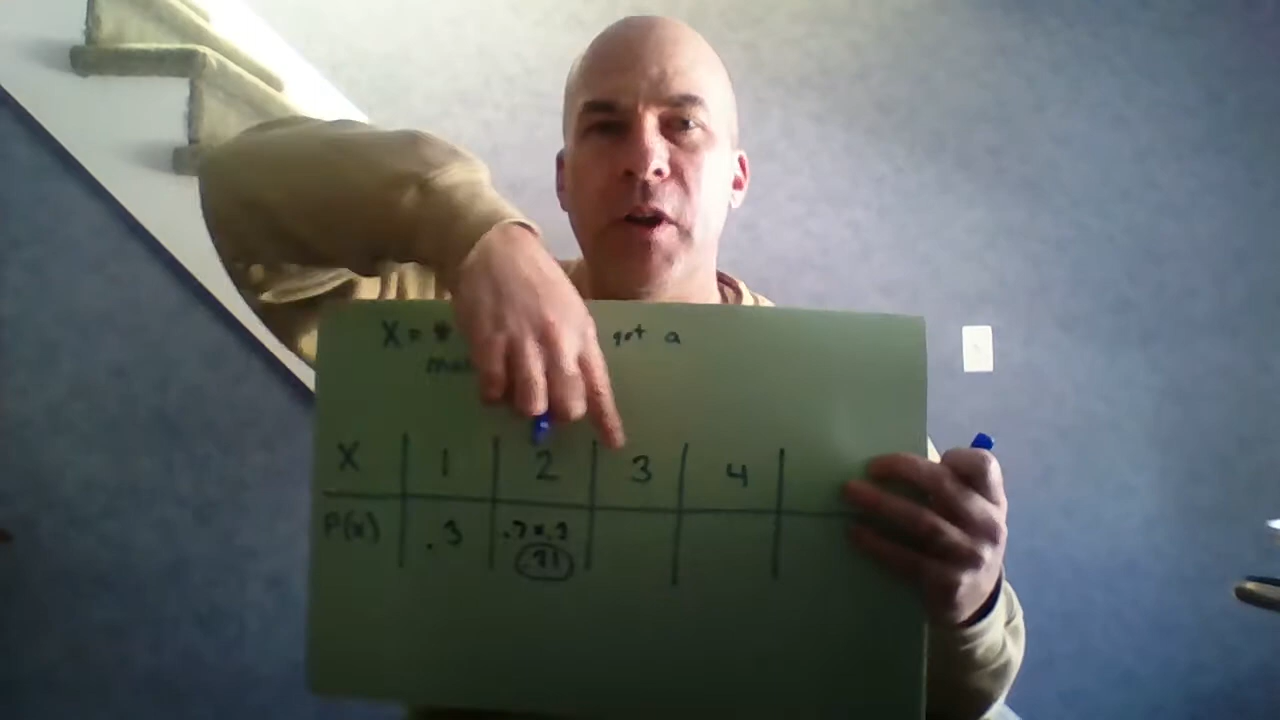 X = # got a
X 1 2 3 4
P(x) .3 .7 x .3
.21